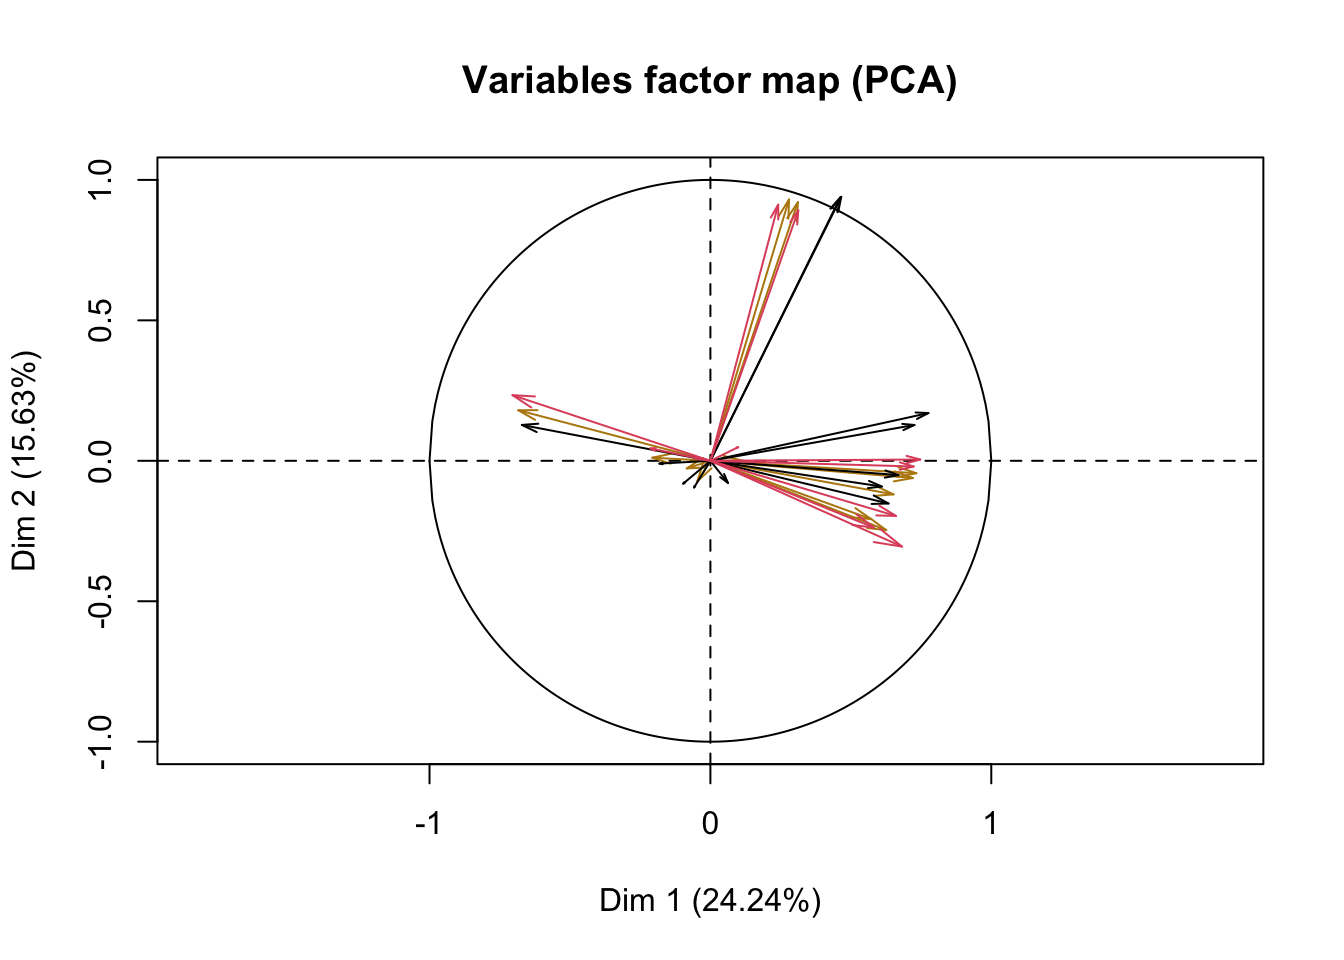 Variables factor map (PCA)
Dim 2 (15.63%)
1.0
0.5
0.0
-0.5
-1.0
-1
0
1
Dim 1 (24.24%)